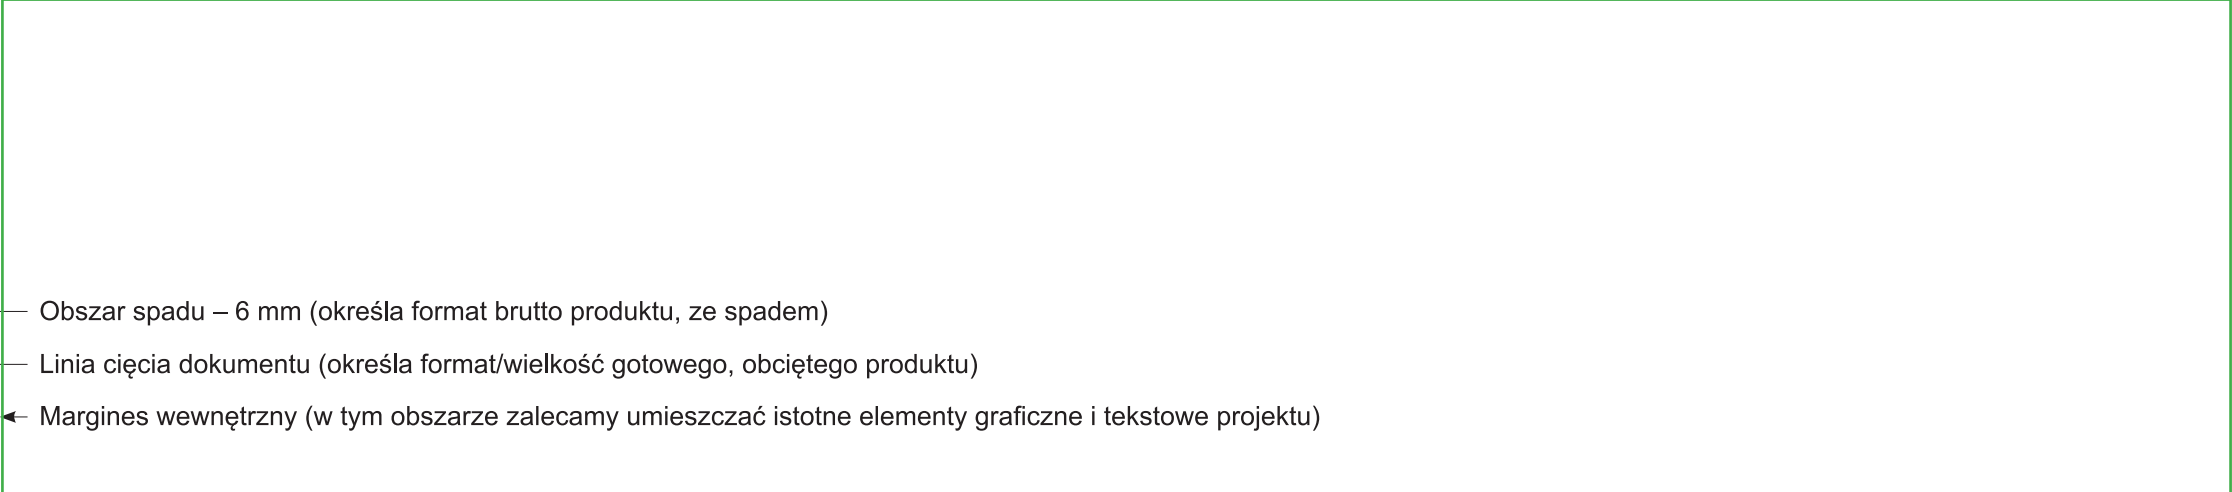 Obszar spadu – 6 mm (określa format brutto produktu, ze spadem)
Linia cięcia dokumentu (określa format/wielkość gotowego, obciętego produktu)
Margines wewnętrzny (w tym obszarze zalecamy umieszczać istotne elementy graficzne i tekstowe projektu)